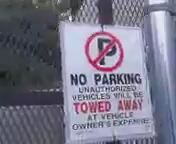 P
NO PARKING
UNAUTHORIZED
VEHICLES WILL BE
TOWED AWAY
AT VEHICLE
OWNER'S EXPENSE